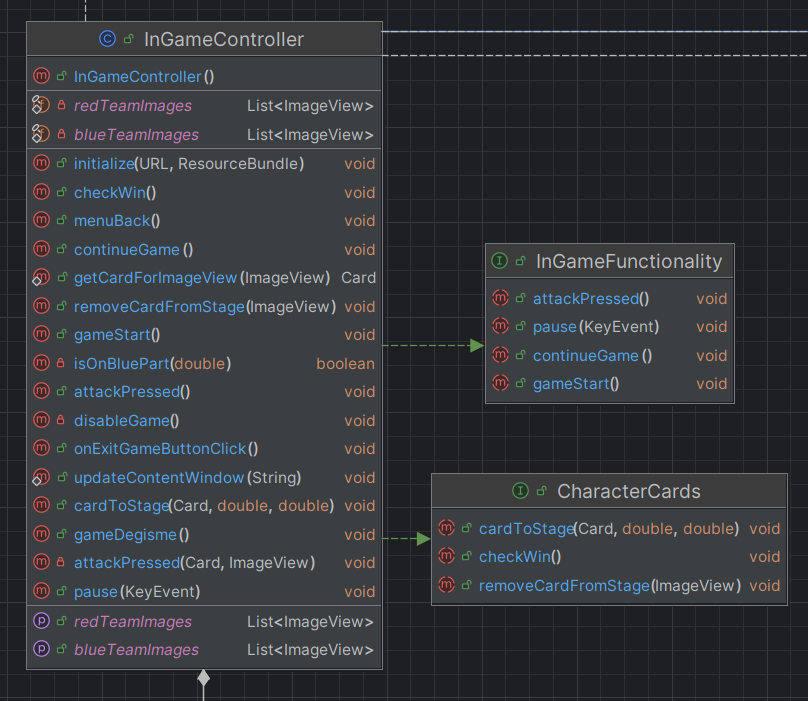 InGameController
InGameController()
redTeamImages List<ImageView>
blueTeamImages List<ImageView>
initialize(URL, ResourceBundle) void
checkWin() void
menuBack() void
continueGame() void
getCardForImageView(ImageView) Card
removeCardFromStage(ImageView) void
gameStart() void
isOnBluePart(double) boolean
attackPressed() void
disableGame() void
onExitGameButtonClick() void
updateContentWindow(String) void
cardToStage(Card, double, double) void
gameDegisme() void
attackPressed(Card, ImageView) void
pause(KeyEvent) void
redTeamImages List<ImageView>
blueTeamImages List<ImageView>
InGameFunctionality
attackPressed() void
pause(KeyEvent) void
continueGame() void
gameStart() void
CharacterCards
cardToStage(Card, double, double) void
checkWin() void
removeCardFromStage(ImageView) void